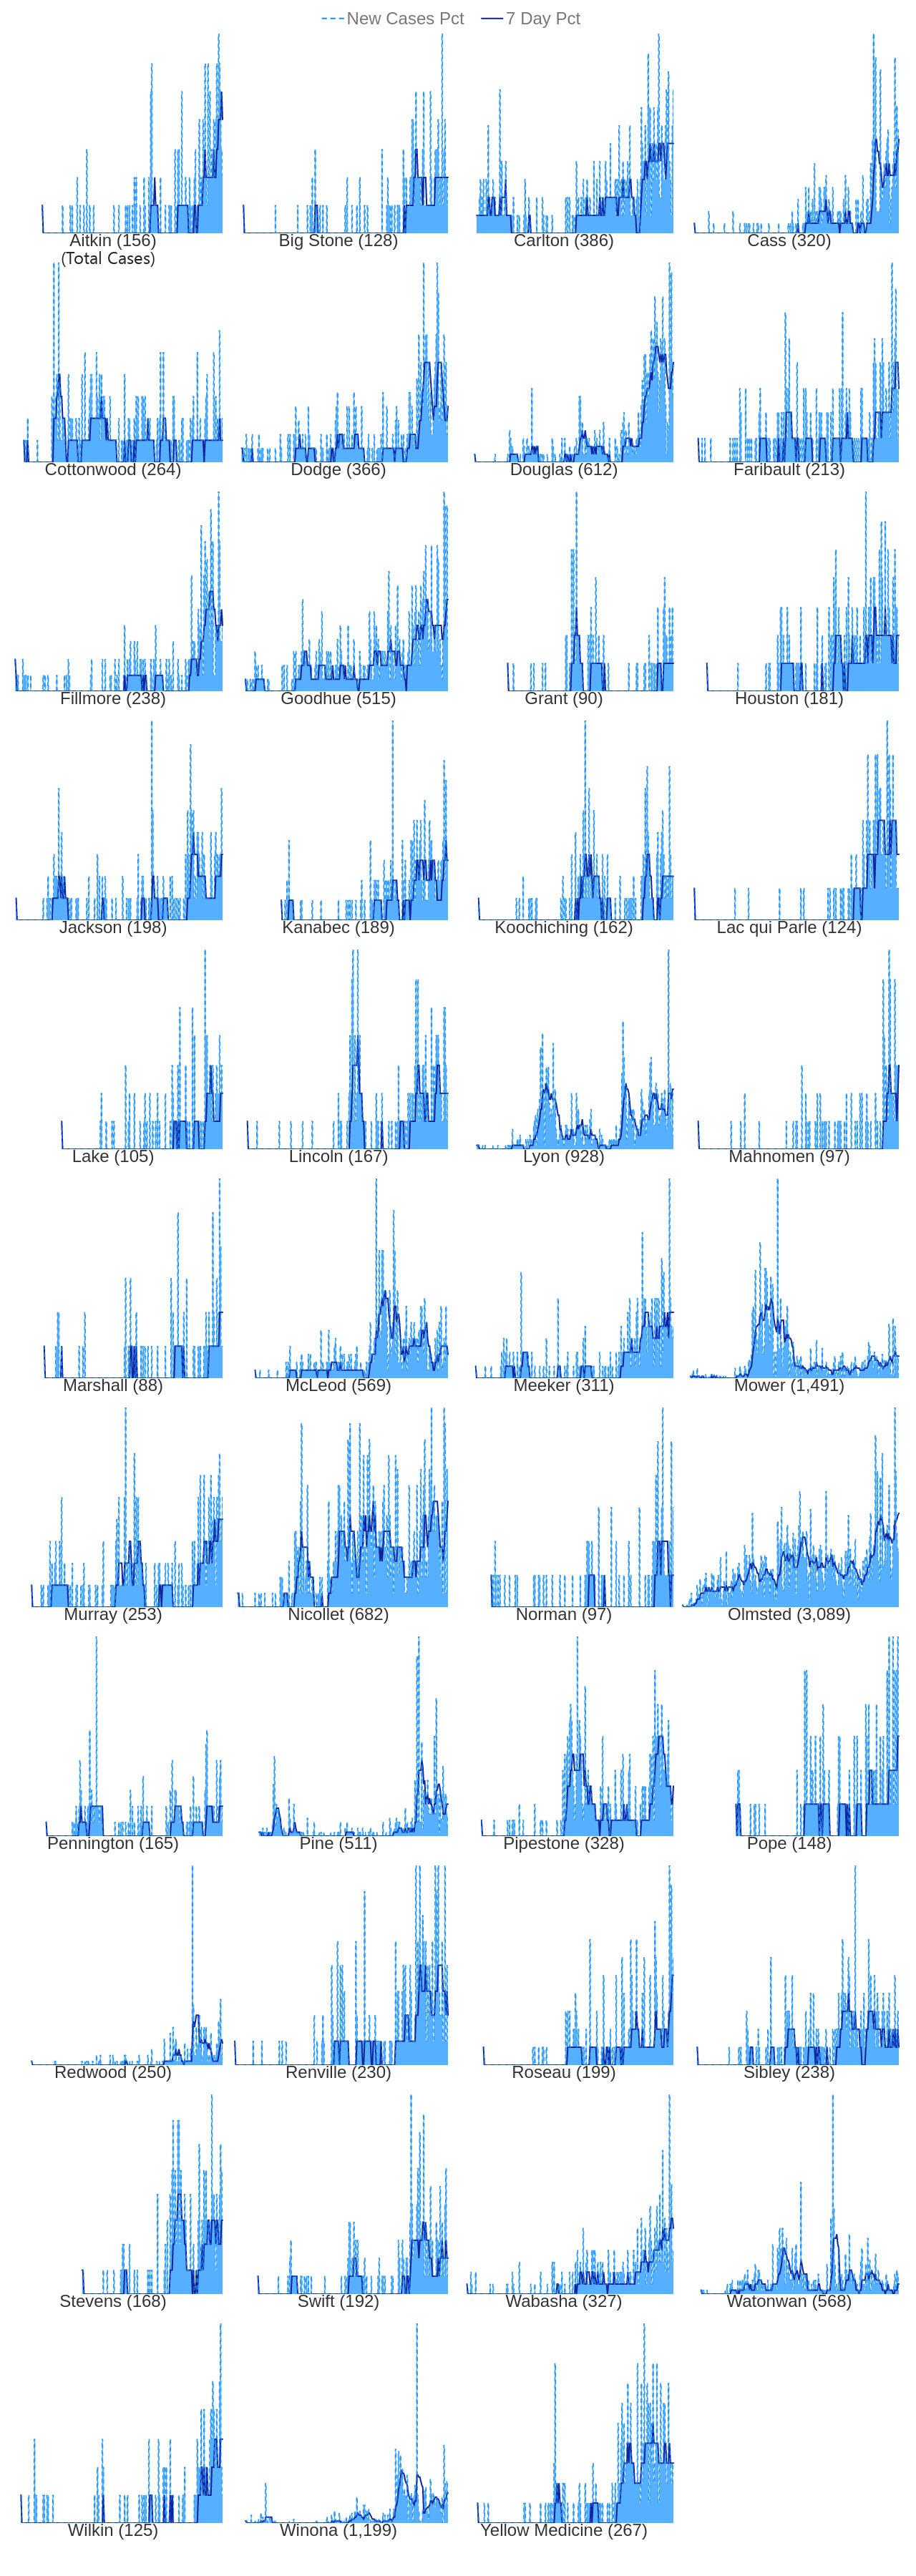 New Cases Pct 7 Day Pct
Aitkin (156) Big Stone (128) Carlton (386) Cass (320)
(Total Cases)
Cottonwood (264) Dodge (366) Douglas (612) Faribault (213)
Fillmore (238) Goodhue (515) Grant (90) Houston (181)
Jackson (198) Kanabec (189) Koochiching (162) Lac qui Parle (124)
Lake (105) Lincoln (167) Lyon (928) Mahnomen (97)
Marshall (88) McLeod (569) Meeker (311) Mower (1,491)
Murray (253) Nicollet (682) Norman (97) Olmsted (3,089)
Pennington (165) Pine (511) Pipestone (328) Pope (148)
Redwood (250) Renville (230) Roseau (199) Sibley (238)
Stevens (168) Swift (192) Wabasha (327) Watonwan (568)
Wilkin (125) Winona (1,199) Yellow Medicine (267)